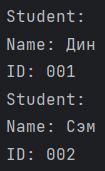 Student:
Name: Дин
ID: 001
Student:
Name: Сэм
ID: 002